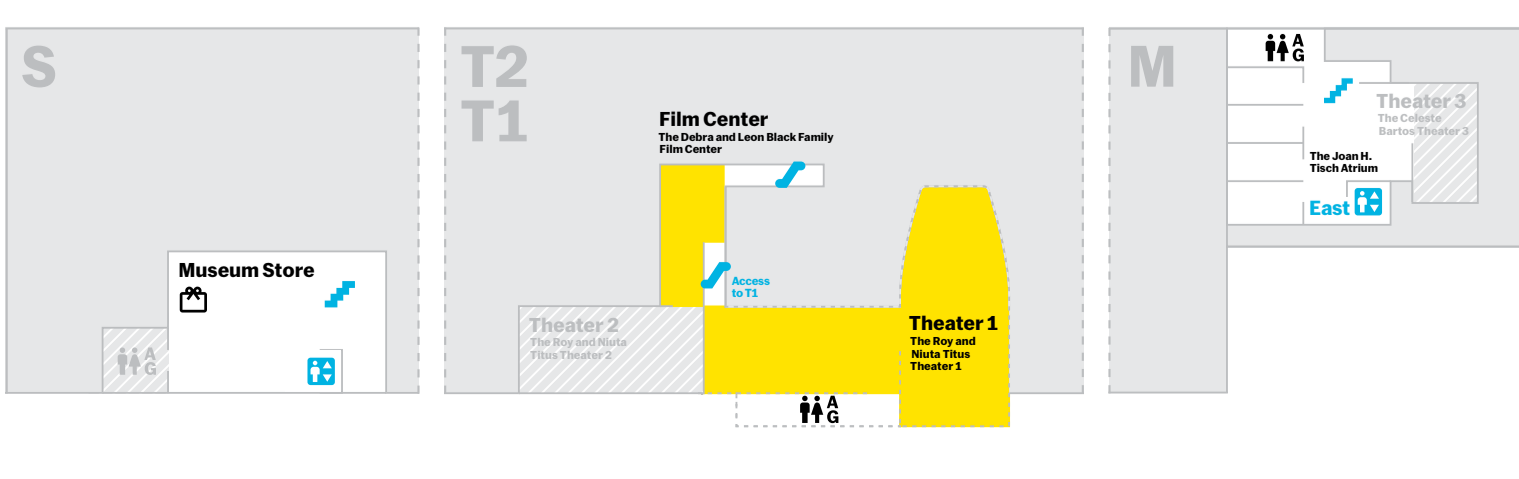 S
Museum Store
A
G
T2
T1
Film Center
The Debra and Leon Black Family
Film Center
Access
to T1
Theater 2
The Roy and Niuta
Titus Theater 2
Theater 1
The Roy and
Niuta Titus
Theater 1
A
G
M
A
G
Theater 3
The Celeste
Bartos Theater 3
The Joan H.
Tisch Atrium
East